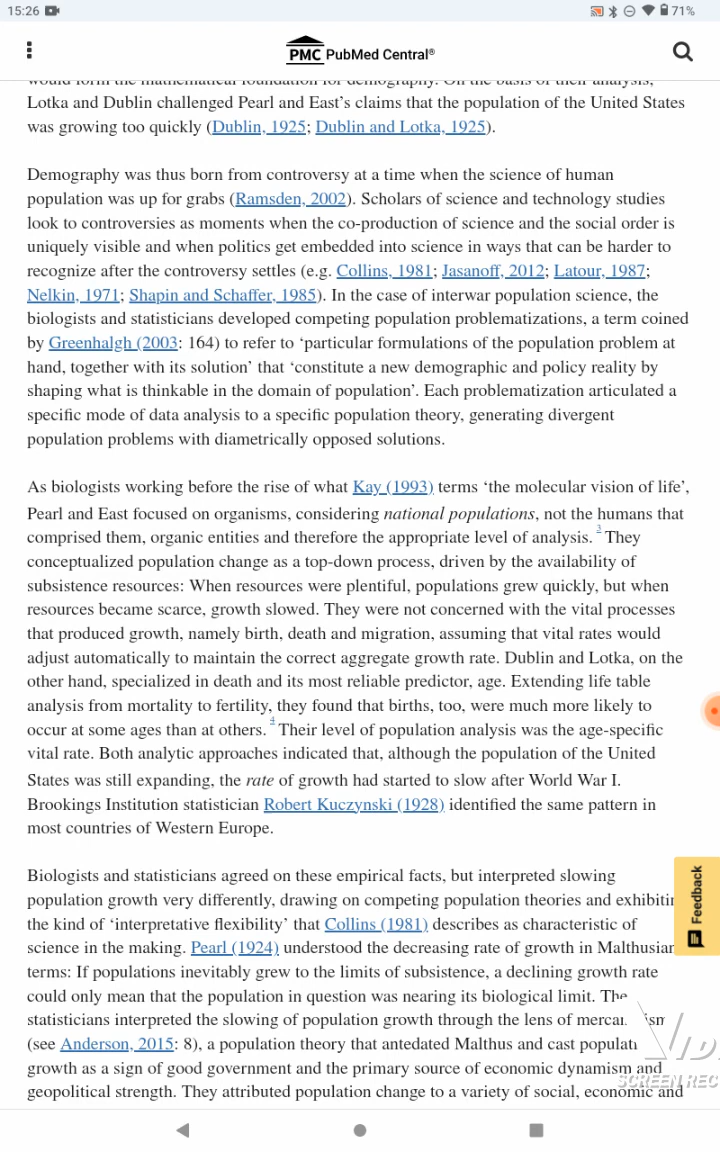 15:26
71%
PMC PubMed Central®
would form the mathematical foundation for demography. On the basis of their analysis,
Lotka and Dublin challenged Pearl and East's claims that the population of the United States
was growing too quickly (Dublin, 1925; Dublin and Lotka, 1925).
Demography was thus born from controversy at a time when the science of human
population was up for grabs (Ramsden, 2002). Scholars of science and technology studies
look to controversies as moments when the co-production of science and the social order is
uniquely visible and when politics get embedded into science in ways that can be harder to
recognize after the controversy settles (e.g. Collins, 1981; Jasanoff, 2012; Latour, 1987;
Nelkin, 1971; Shapin and Schaffer, 1985). In the case of interwar population science, the
biologists and statisticians developed competing population problematizations, a term coined
by Greenhalgh (2003: 164) to refer to ‘particular formulations of the population problem at
hand, together with its solution’ that ‘constitute a new demographic and policy reality by
shaping what is thinkable in the domain of population’. Each problematization articulated a
specific mode of data analysis to a specific population theory, generating divergent
population problems with diametrically opposed solutions.
As biologists working before the rise of what Kay (1993) terms ‘the molecular vision of life’,
Pearl and East focused on organisms, considering national populations, not the humans that
comprised them, organic entities and therefore the appropriate level of analysis. 3 They
conceptualized population change as a top-down process, driven by the availability of
subsistence resources: When resources were plentiful, populations grew quickly, but when
resources became scarce, growth slowed. They were not concerned with the vital processes
that produced growth, namely birth, death and migration, assuming that vital rates would
adjust automatically to maintain the correct aggregate growth rate. Dublin and Lotka, on the
other hand, specialized in death and its most reliable predictor, age. Extending life table
analysis from mortality to fertility, they found that births, too, were much more likely to
occur at some ages than at others. 4 Their level of population analysis was the age-specific
vital rate. Both analytic approaches indicated that, although the population of the United
States was still expanding, the rate of growth had started to slow after World War I.
Brookings Institution statistician Robert Kuczynski (1928) identified the same pattern in
most countries of Western Europe.
Feedback
Biologists and statisticians agreed on these empirical facts, but interpreted slowing
population growth very differently, drawing on competing population theories and exhibitin
the kind of ‘interpretative flexibility’ that Collins (1981) describes as characteristic of
science in the making. Pearl (1924) understood the decreasing rate of growth in Malthusian
terms: If populations inevitably grew to the limits of subsistence, a declining growth rate
could only mean that the population in question was nearing its biological limit. The
statisticians interpreted the slowing of population growth through the lens of
(see Anderson, 2015: 8), a population theory that antedated Malthus and cast populati
growth as a sign of good government and the primary source of economic dynamism and
geopolitical strength. They attributed population change to a variety of social, economic and
SCREEN REC